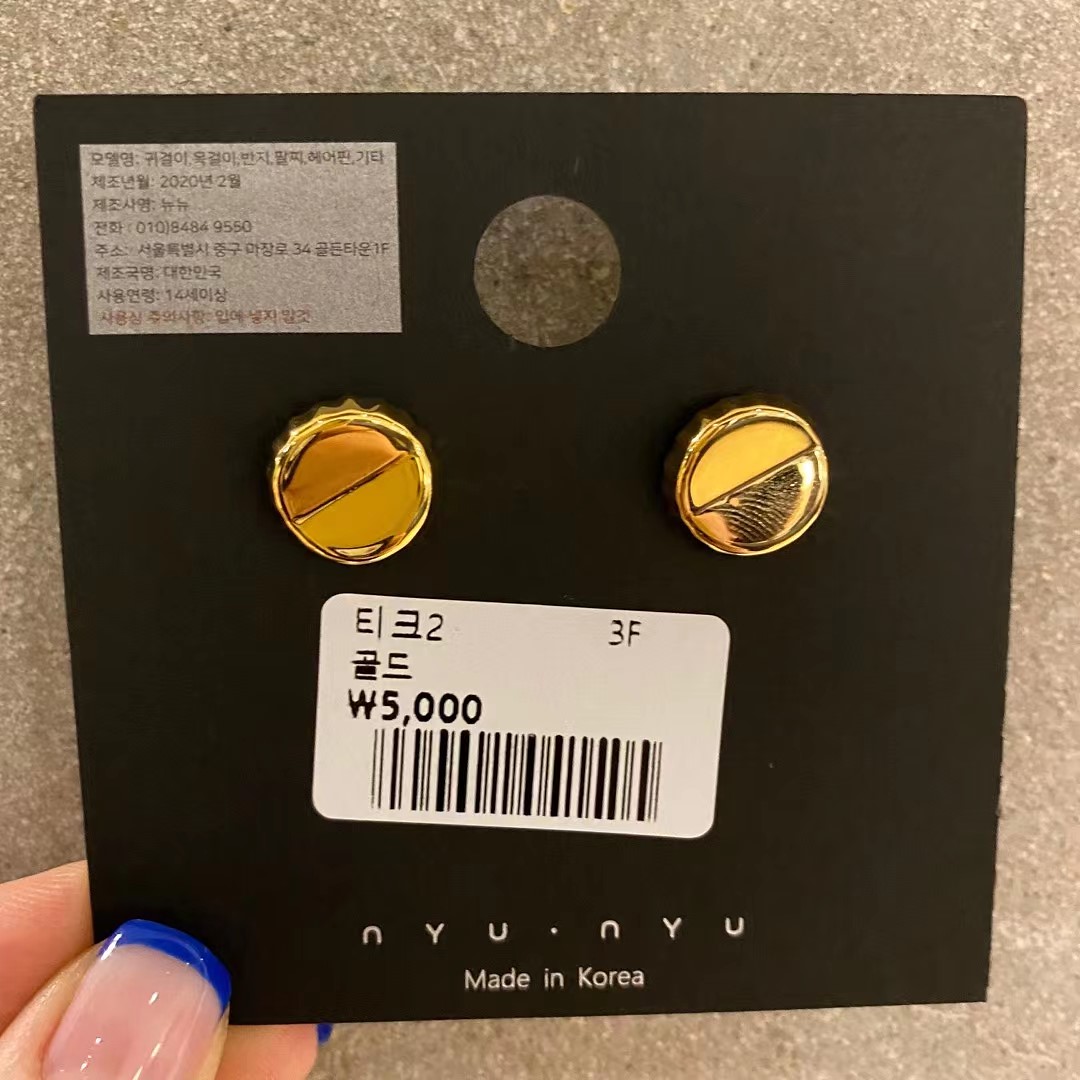 모델명: 귀걸이,목걸이,반지,팔찌,헤어핀,기타
제조년월: 2020년 2월
제조사명: 뉴뉴
전화 : 010)8484 9550
주소: 서울특별시 중구 마장로 34 골든타운1F
제조국명: 대한민국
사용연령: 14세이상
사용상 주의사항: 입에 넣지 말것
티크2 3F
골드
₩5,000
nYU·nYU
Made in Korea